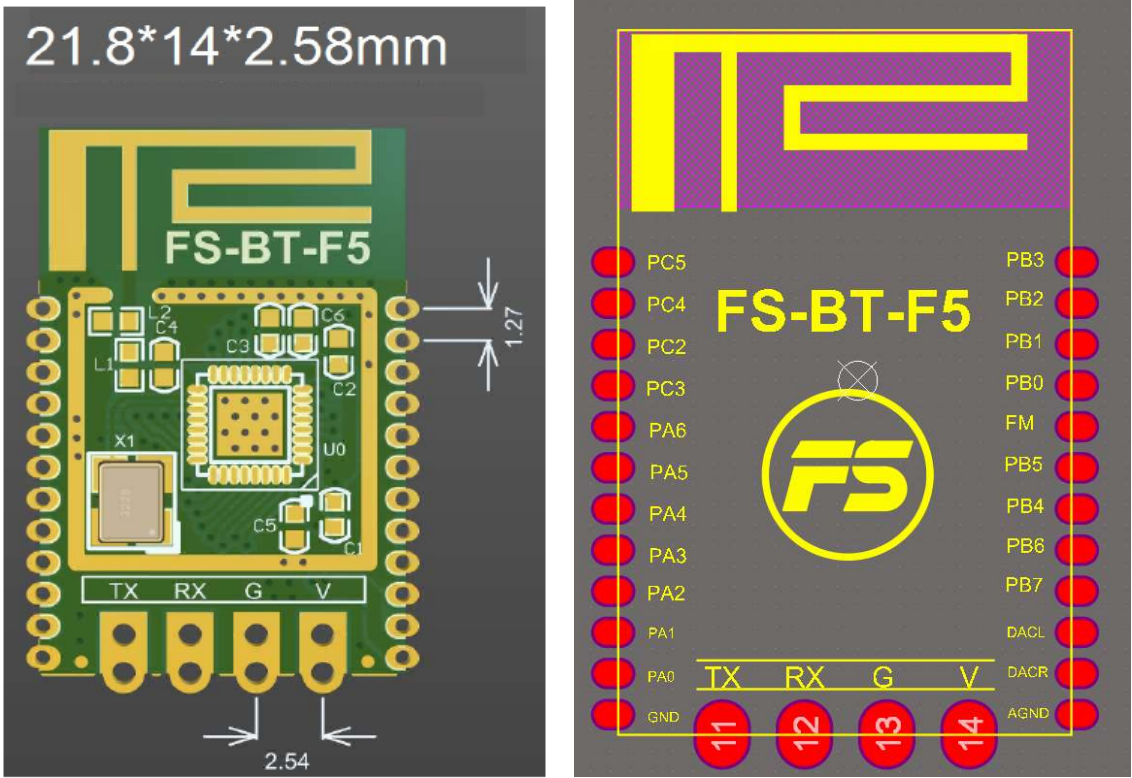 21.8*14*2.58mm
FS-BT-F5
L2
C4
C6
L1
C3
C2
1.27
X1
U0
C5
C1
TX RX G V
2.54
PC5 PB3
PC4 PB2
FS-BT-F5
PC2 PB1
PC3 PB0
PA6 FM
PA5 PB5
FS
PA4 PB4
PA3 PB6
PA2 PB7
PA1 DACL
PA0 DACR
TX RX G V
GND AGND
11 12 13 14